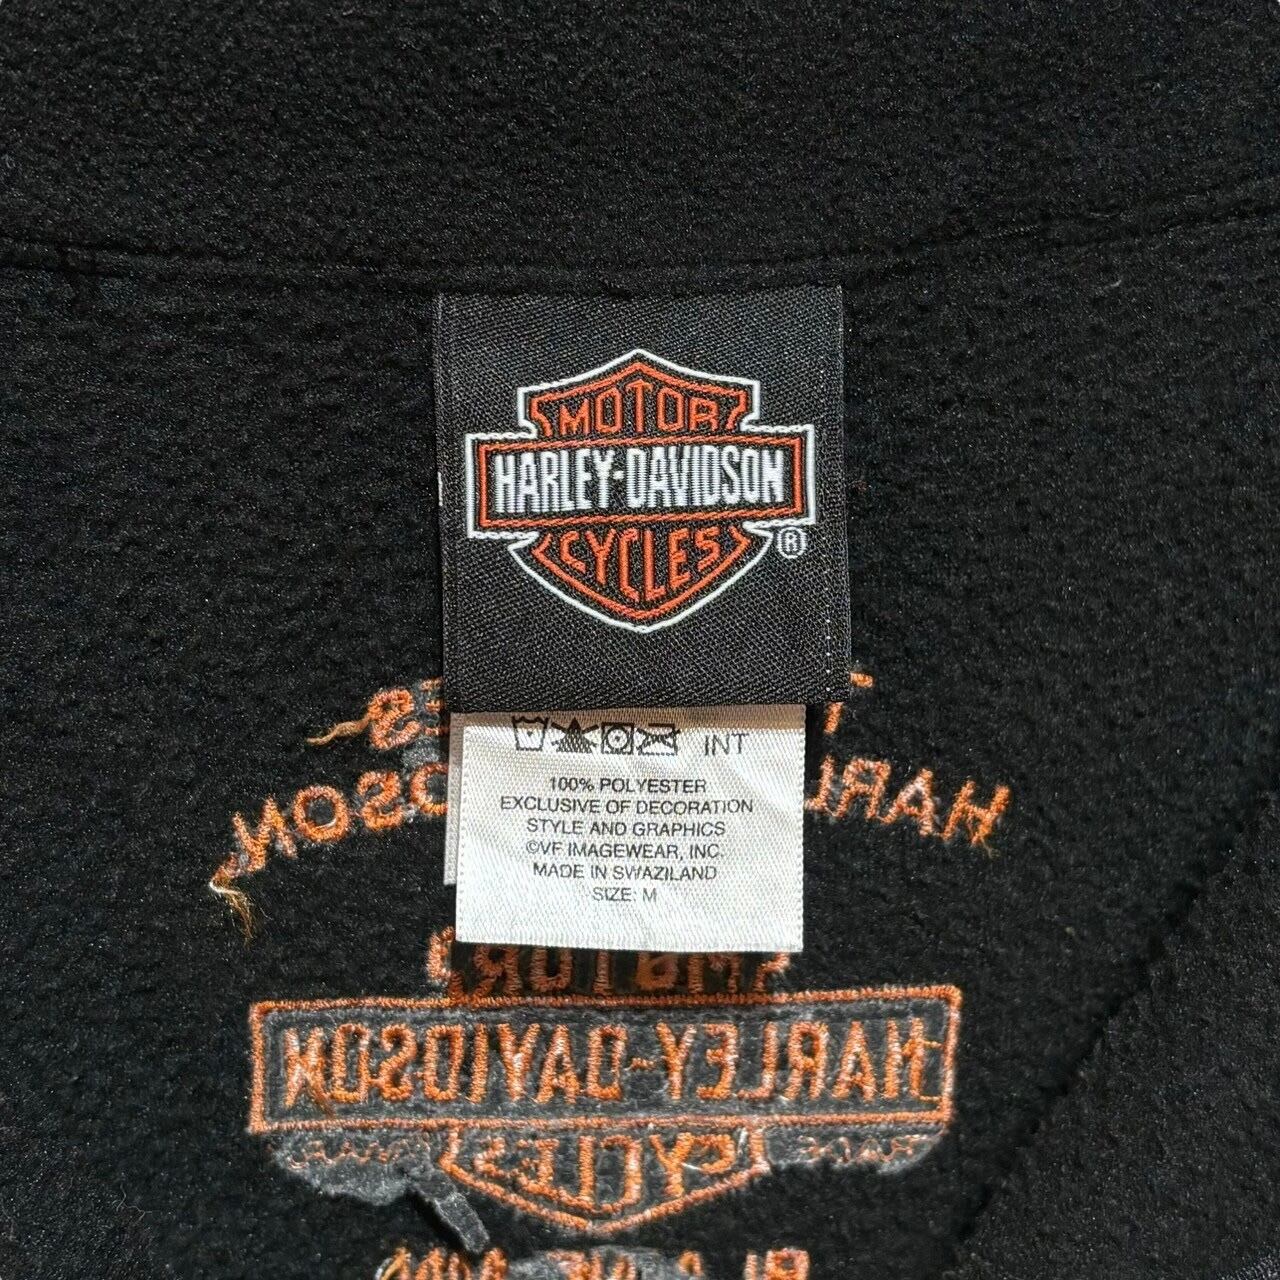 MOTOR
HARLEY-DAVIDSON
CYCLES
®
INT
100% POLYESTER
EXCLUSIVE OF DECORATION
STYLE AND GRAPHICS
©VF IMAGEWEAR, INC.
MADE IN SWAZILAND
SIZE: M
HARLEY-DAVIDSON
CYCLES